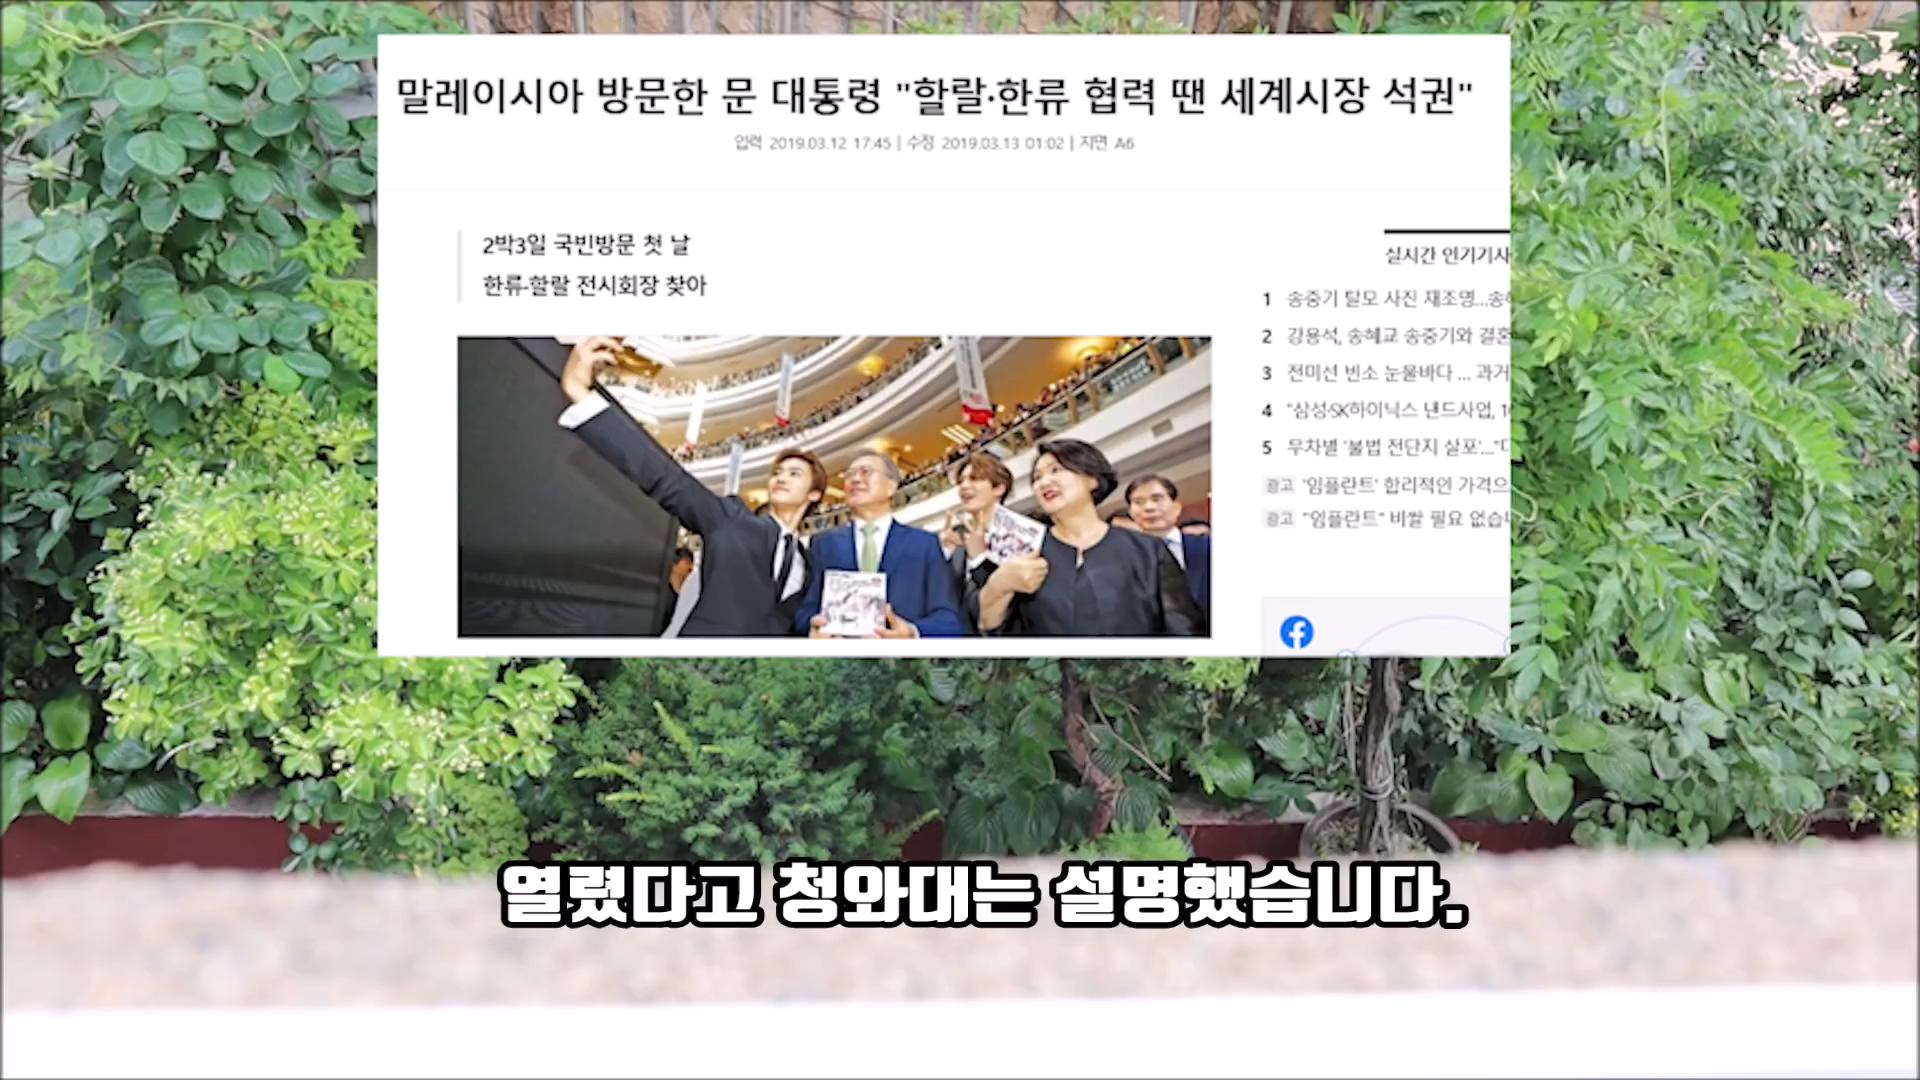 말레이시아 방문한 문 대통령 "할랄·한류 협력 땐 세계시장 석권"
입력 2019.03.12 17:45 | 수정 2019.03.13 01:02 | 지면 A6
2박3일 국빈방문 첫 날
한류·할랄 전시회장 찾아
실시간 인기기사
1 송중기 탈모 사진 재조명...송
2 강용석, 송혜교 송중기와 결혼
3 전미선 빈소 눈물바다 ... 과거
4 "삼성·SK하이닉스 낸드사업, 1
5 무차별 '불법 전단지 살포'..."
광고 '임플란트' 합리적인 가격으
광고 "임플란트" 비쌀 필요 없습
열렸다고 청와대는 설명했습니다.